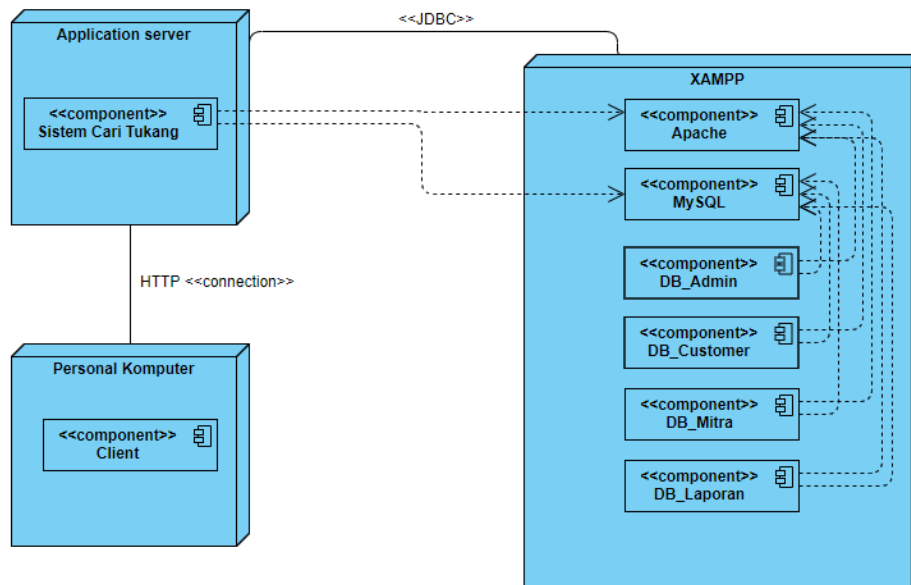 <<JDBC>>
Application server
<<component>>
Sistem Cari Tukang
HTTP <<connection>>
Personal Komputer
<<component>>
Client
XAMPP
<<component>>
Apache
<<component>>
MySQL
<<component>>
DB_Admin
<<component>>
DB_Customer
<<component>>
DB_Mitra
<<component>>
DB_Laporan